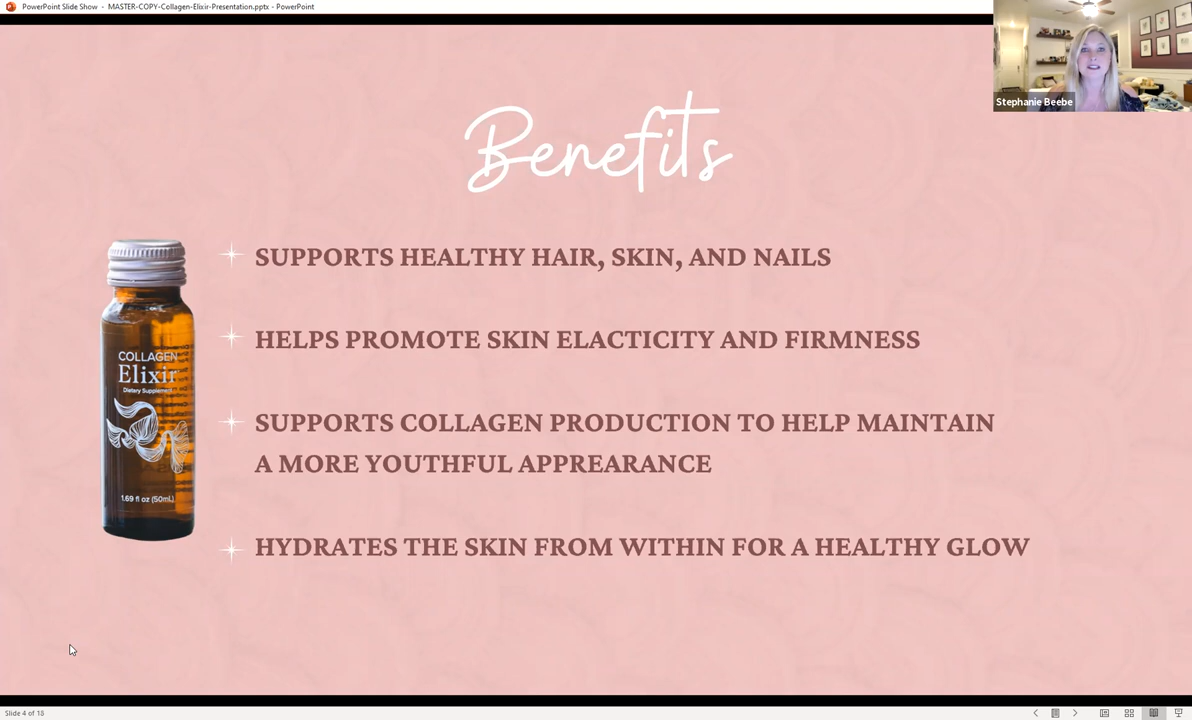 PowerPoint Slide Show - MASTER-COPY-Collagen-Elixir-Presentation.pptx - PowerPoint
Stephanie Beebe
Benefits
SUPPORTS HEALTHY HAIR, SKIN, AND NAILS
HELPS PROMOTE SKIN ELACTICITY AND FIRMNESS
SUPPORTS COLLAGEN PRODUCTION TO HELP MAINTAIN
A MORE YOUTHFUL APPREARANCE
HYDRATES THE SKIN FROM WITHIN FOR A HEALTHY GLOW
COLLAGEN
Elixir
Dietary Supplement
1.69 fl oz (50mL)
Slide 4 of 18